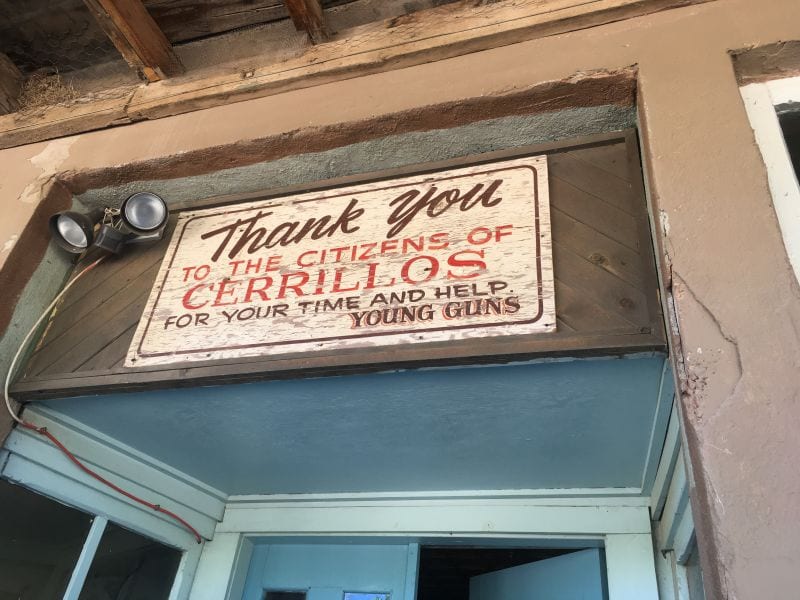 Thank You
TO THE CITIZENS OF
CERRILLOS
FOR YOUR TIME AND HELP.
YOUNG GUNS